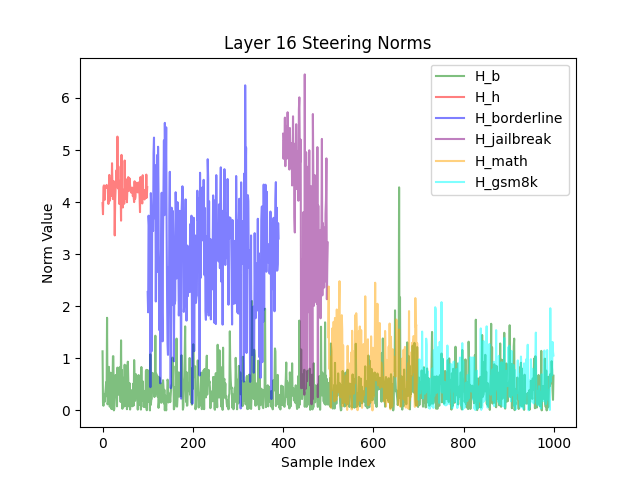 Layer 16 Steering Norms
H_b
H_h
H_borderline
H_jailbreak
H_math
H_gsm8k
6
5
4
3
2
1
0
Norm Value
0 200 400 600 800 1000
Sample Index